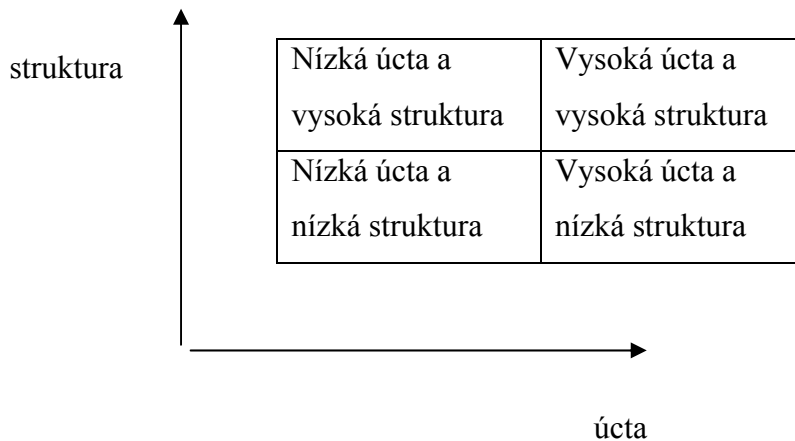 struktura
Nízká úcta a
vysoká struktura
Vysoká úcta a
vysoká struktura
Nízká úcta a
nízká struktura
Vysoká úcta a
nízká struktura
úcta